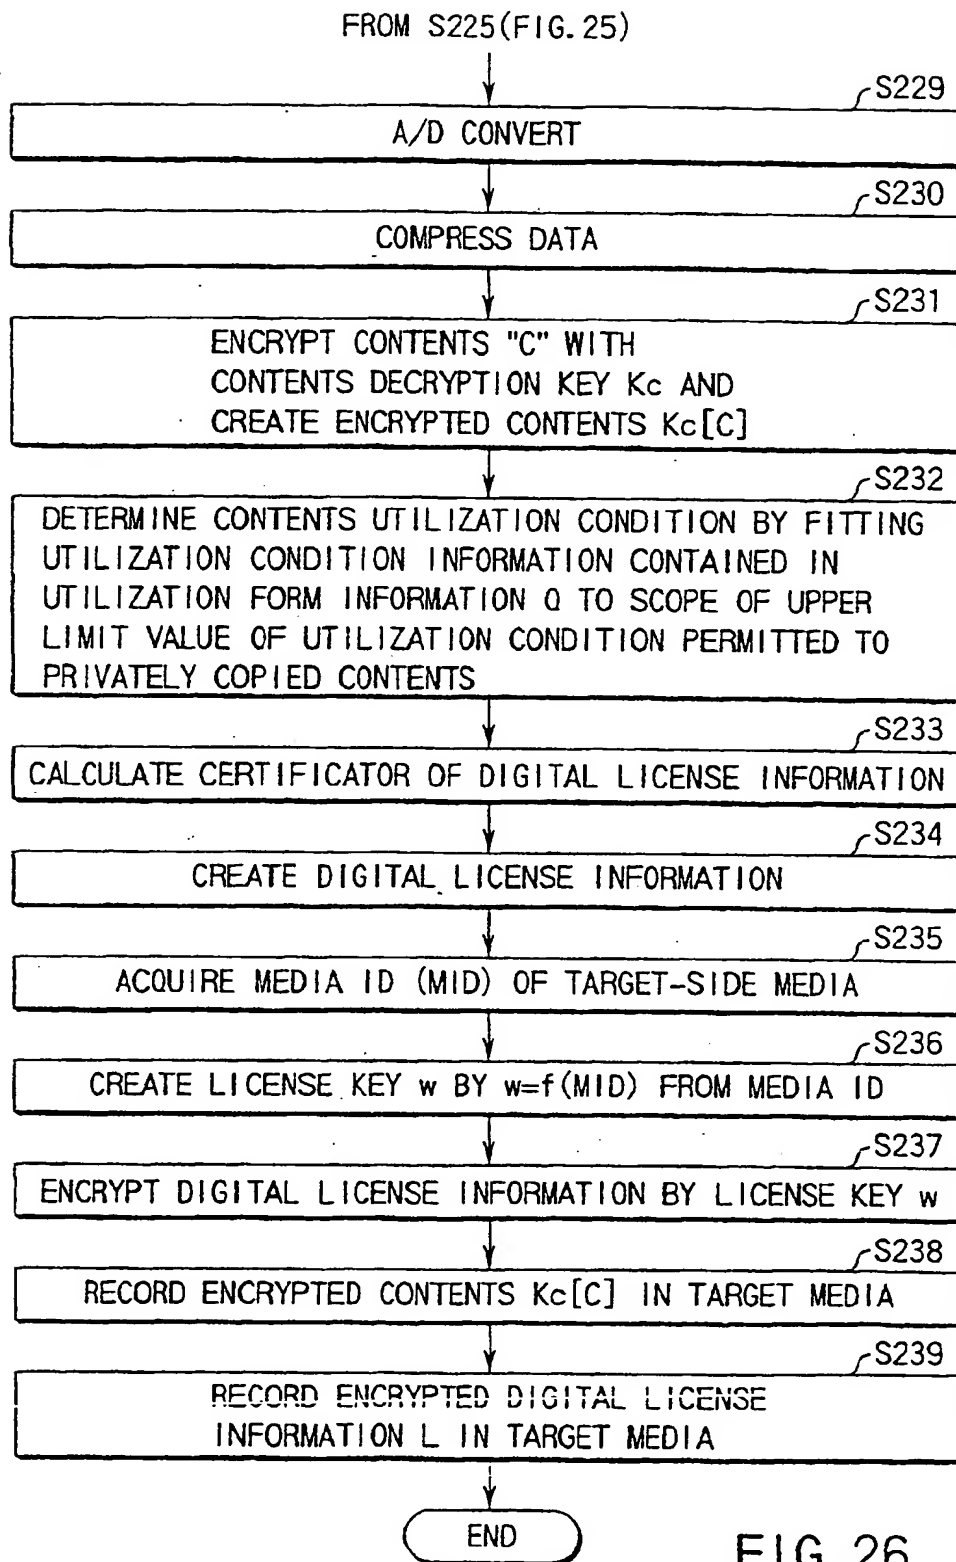 FROM S225(FIG.25)
S229
A/D CONVERT
S230
COMPRESS DATA
S231
ENCRYPT CONTENTS "C" WITH
CONTENTS DECRYPTION KEY Kc AND
CREATE ENCRYPTED CONTENTS Kc[C]
S232
DETERMINE CONTENTS UTILIZATION CONDITION BY FITTING
UTILIZATION CONDITION INFORMATION CONTAINED IN
UTILIZATION FORM INFORMATION Q TO SCOPE OF UPPER
LIMIT VALUE OF UTILIZATION CONDITION PERMITTED TO
PRIVATELY COPIED CONTENTS
S233
CALCULATE CERTIFICATOR OF DIGITAL LICENSE INFORMATION
S234
CREATE DIGITAL LICENSE INFORMATION
S235
ACQUIRE MEDIA ID (MID) OF TARGET-SIDE MEDIA
S236
CREATE LICENSE KEY w BY w=f(MID) FROM MEDIA ID
S237
ENCRYPT DIGITAL LICENSE INFORMATION BY LICENSE KEY w
S238
RECORD ENCRYPTED CONTENTS Kc[C] IN TARGET MEDIA
S239
RECORD ENCRYPTED DIGITAL LICENSE
INFORMATION L IN TARGET MEDIA
END
FIG.26